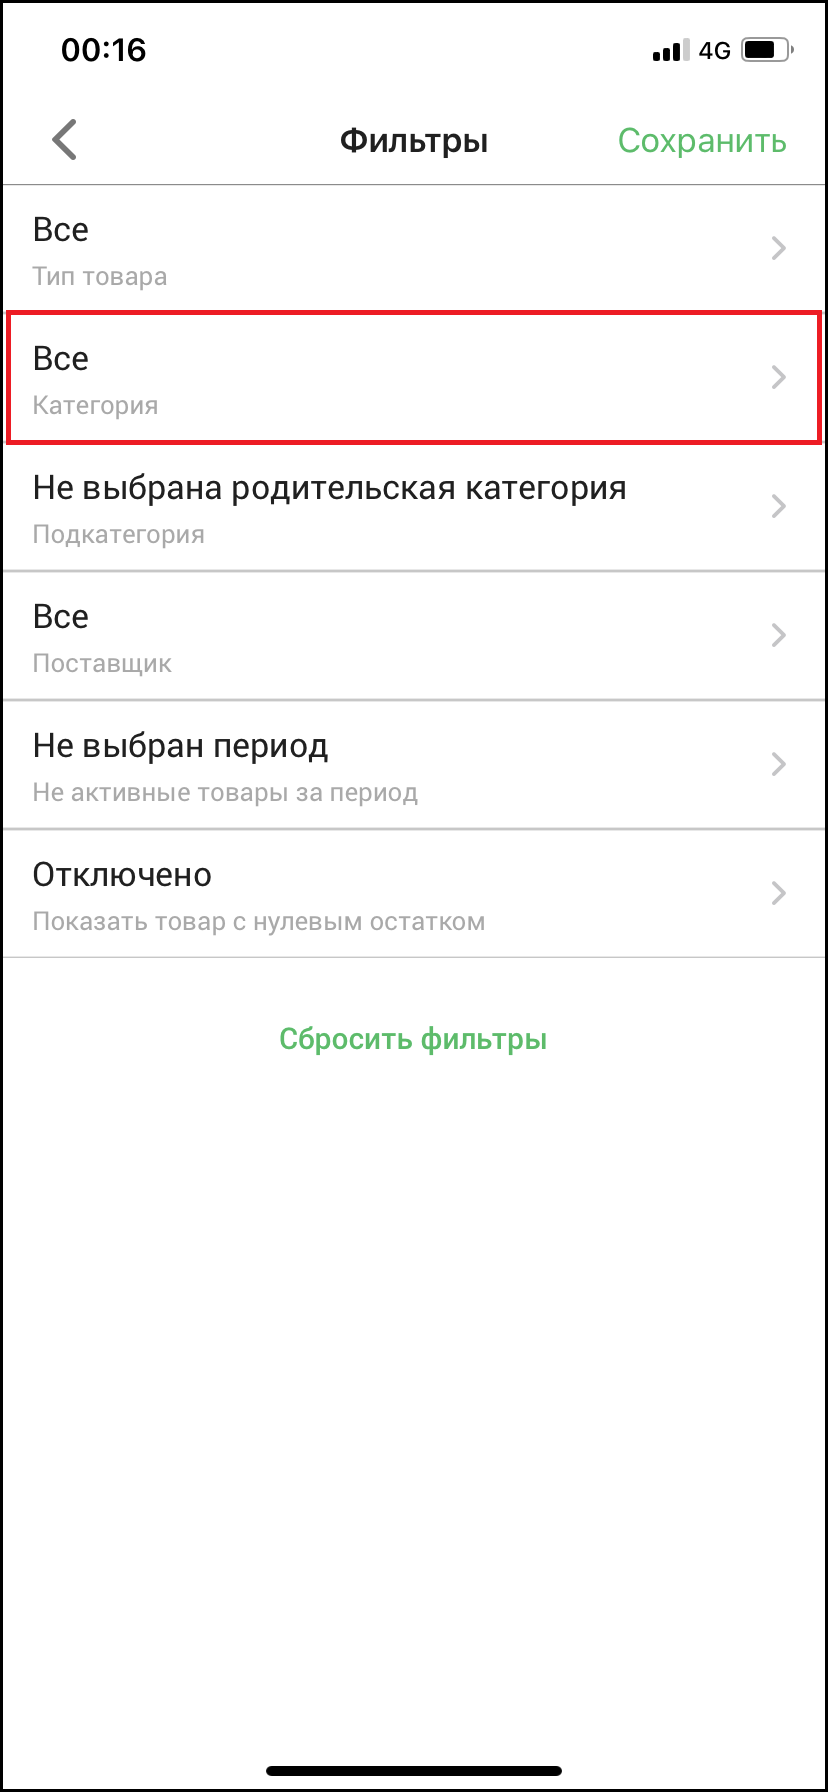 00:16
4G
Фильтры
Сохранить
Все
Тип товара
Все
Категория
Не выбрана родительская категория
Подкатегория
Все
Поставщик
Не выбран период
Не активные товары за период
Отключено
Показать товар с нулевым остатком
Сбросить фильтры